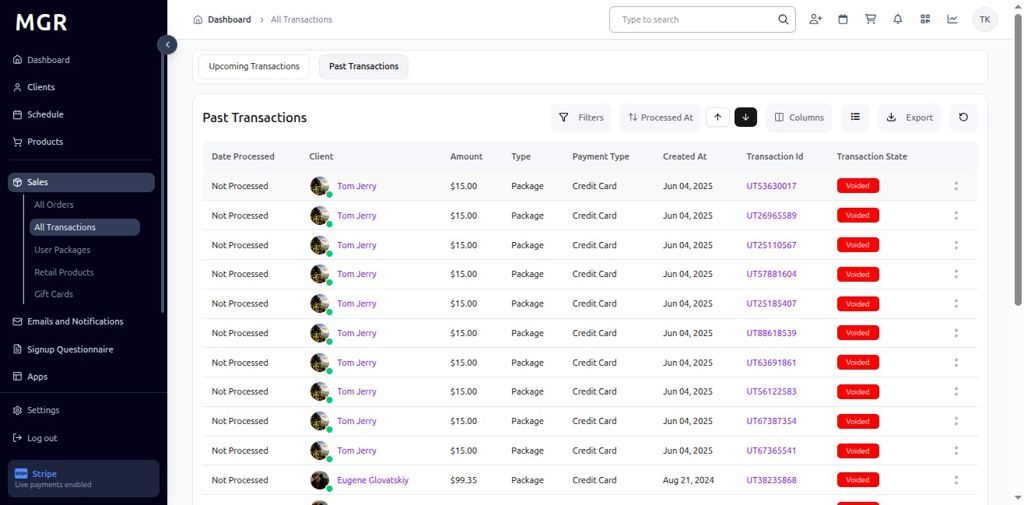 MGR
Dashboard
Clients
Schedule
Products
Sales
All Orders
All Transactions
User Packages
Retail Products
Gift Cards
Emails and Notifications
Signup Questionnaire
Apps
Settings
Log out
stripe Stripe
Live payments enabled
Dashboard > All Transactions
Type to search
TK
Upcoming Transactions Past Transactions
Past Transactions
Filters Processed At Columns Export
Date Processed Client Amount Type Payment Type Created At Transaction Id Transaction State
Not Processed Tom Jerry $15.00 Package Credit Card Jun 04, 2025 UT53630017 Voided
Not Processed Tom Jerry $15.00 Package Credit Card Jun 04, 2025 UT26965589 Voided
Not Processed Tom Jerry $15.00 Package Credit Card Jun 04, 2025 UT25110567 Voided
Not Processed Tom Jerry $15.00 Package Credit Card Jun 04, 2025 UT57881604 Voided
Not Processed Tom Jerry $15.00 Package Credit Card Jun 04, 2025 UT25185407 Voided
Not Processed Tom Jerry $15.00 Package Credit Card Jun 04, 2025 UT88618539 Voided
Not Processed Tom Jerry $15.00 Package Credit Card Jun 04, 2025 UT63691861 Voided
Not Processed Tom Jerry $15.00 Package Credit Card Jun 04, 2025 UT56122583 Voided
Not Processed Tom Jerry $15.00 Package Credit Card Jun 04, 2025 UT67387354 Voided
Not Processed Tom Jerry $15.00 Package Credit Card Jun 04, 2025 UT67365541 Voided
Not Processed Eugene Glovatskiy $99.35 Package Credit Card Aug 21, 2024 UT38235868 Voided